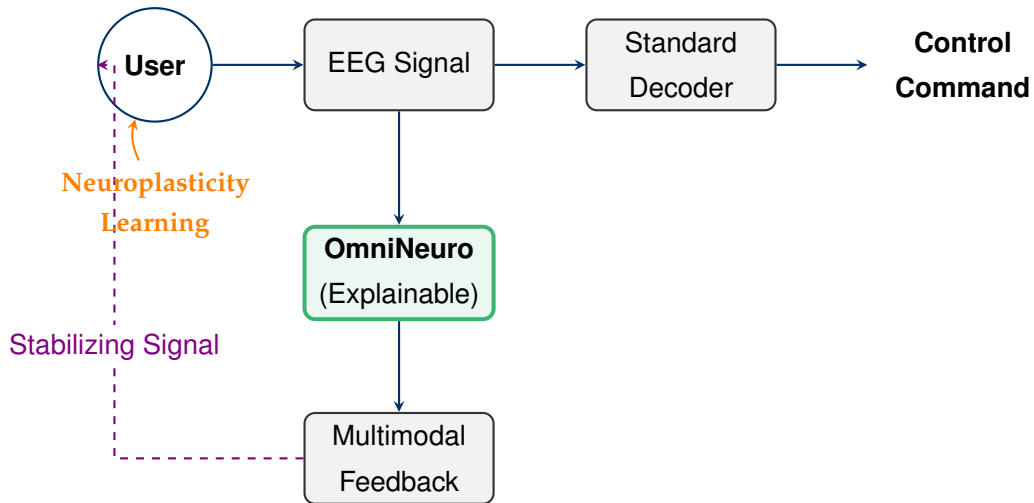 User
EEG Signal
Standard
Decoder
Control
Command
Neuroplasticity
Learning
OmniNeuro
(Explainable)
Stabilizing Signal
Multimodal
Feedback